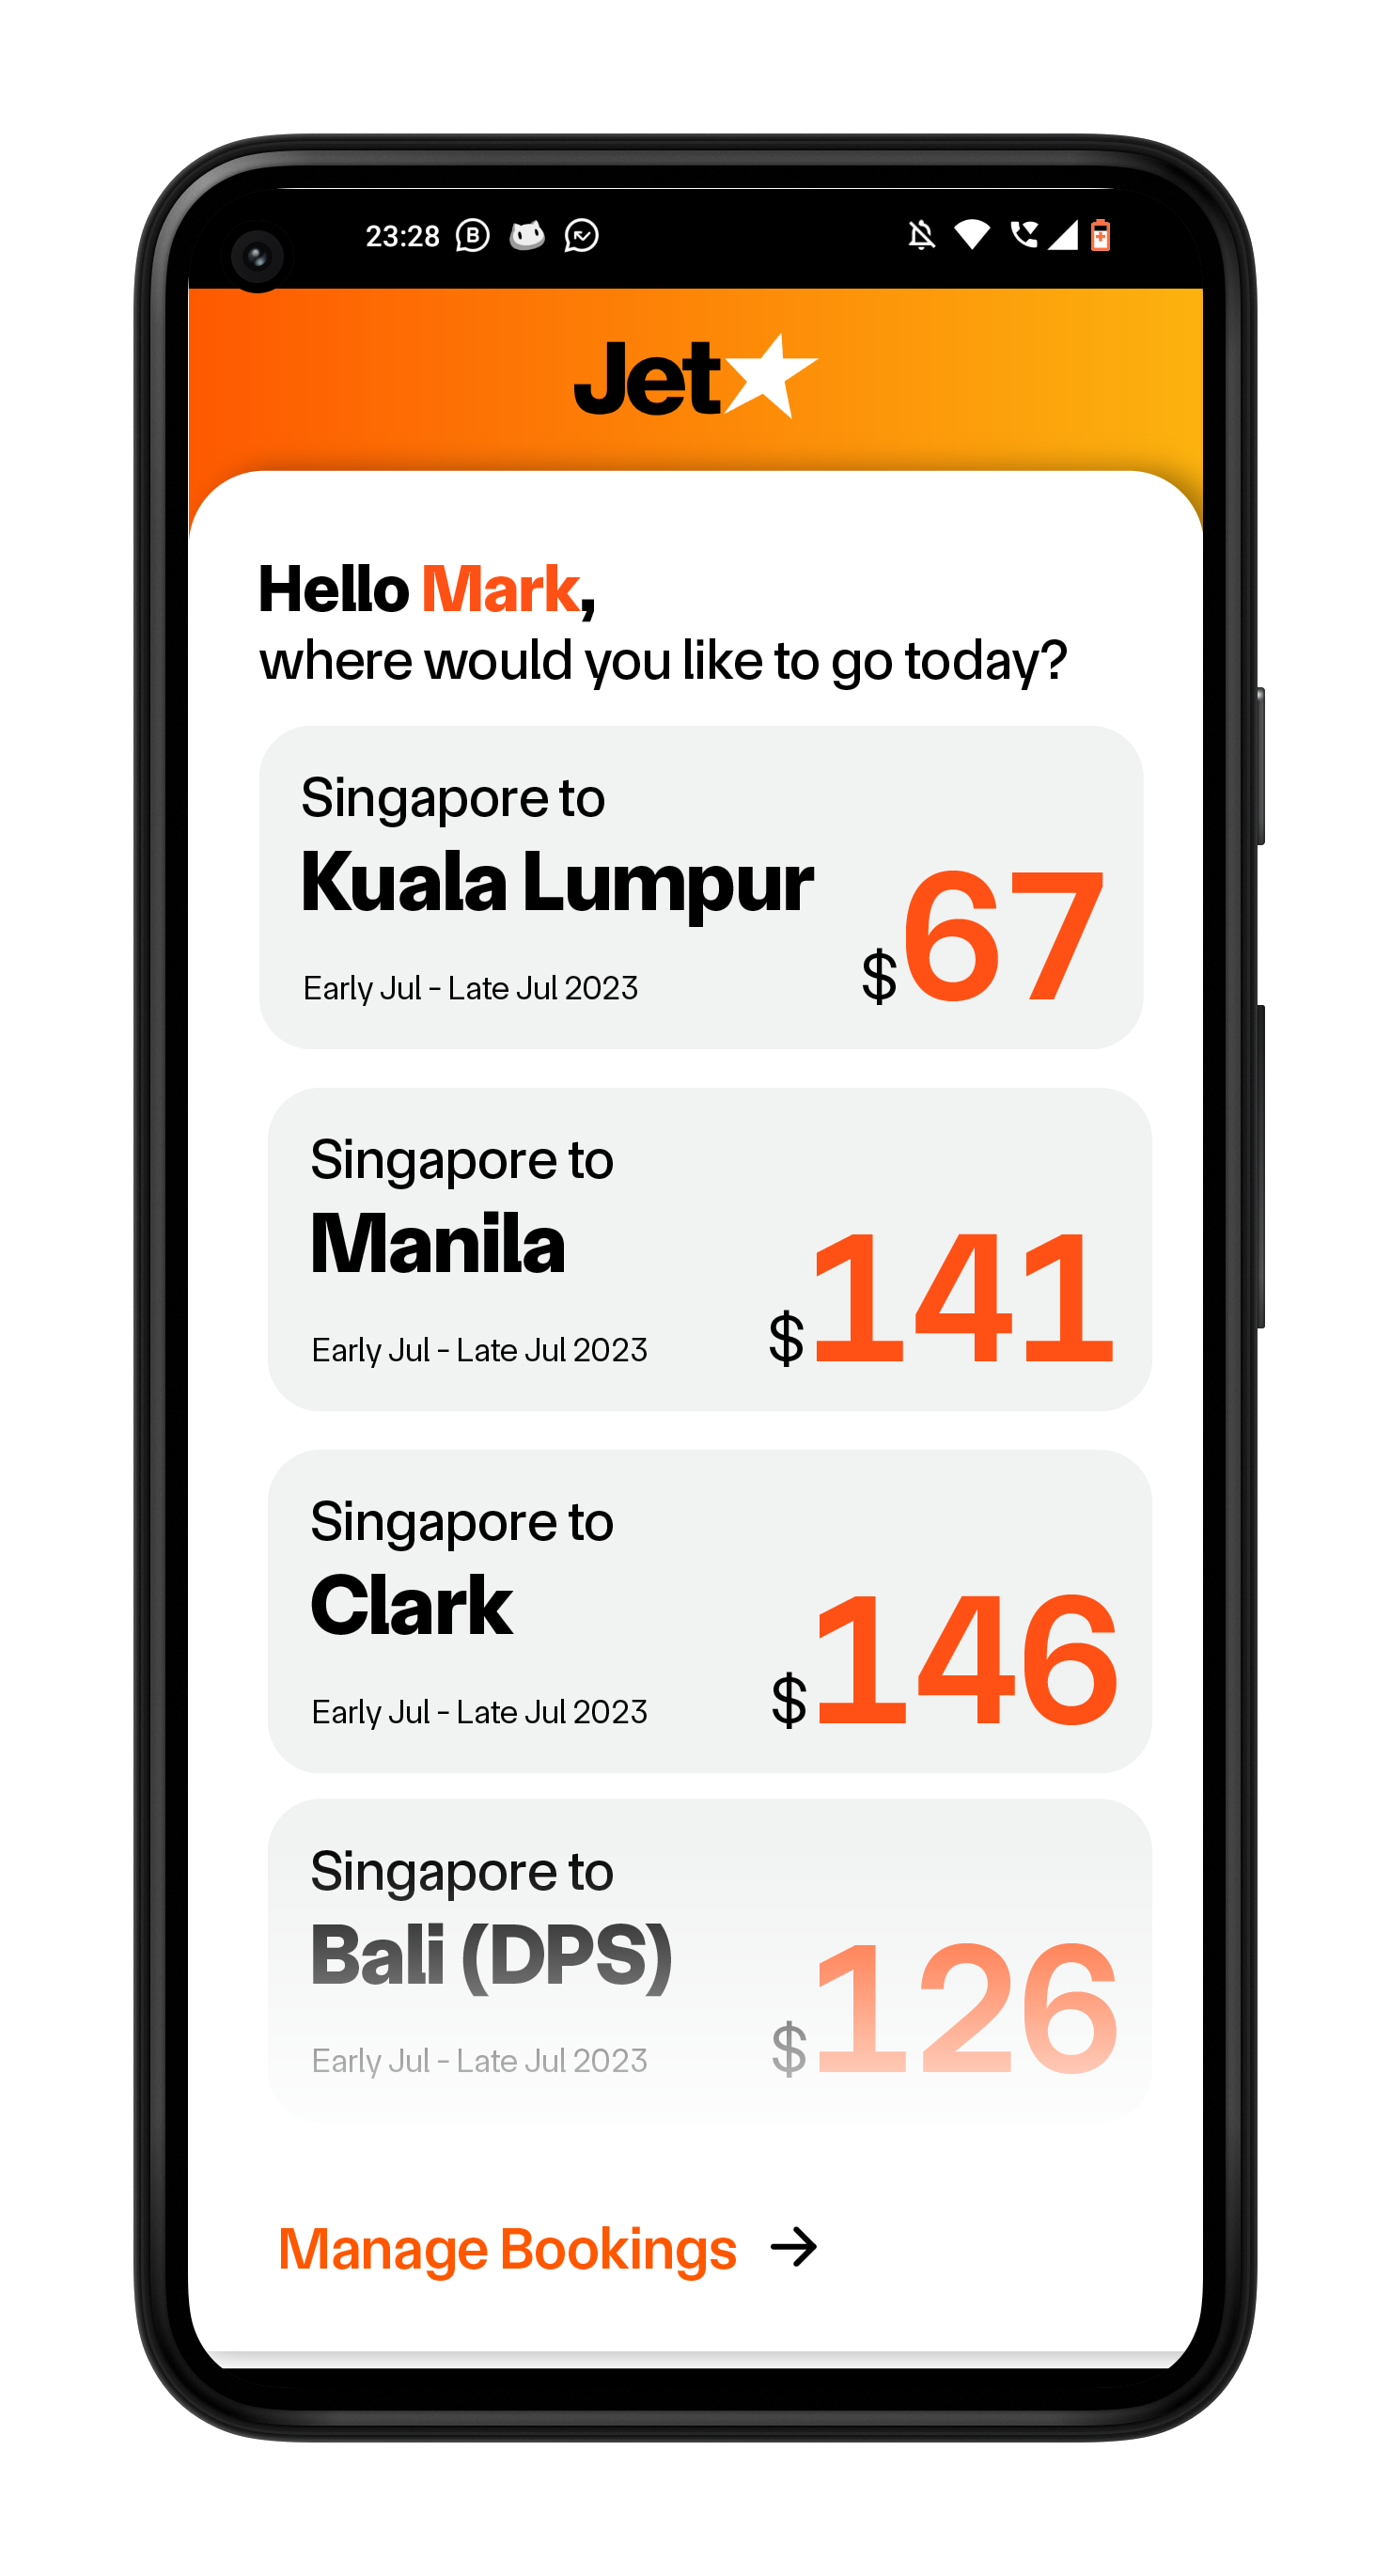 23:28
Jet
Hello Mark,
where would you like to go today?
Singapore to
Kuala Lumpur
Early Jul - Late Jul 2023
$67
Singapore to
Manila
Early Jul - Late Jul 2023
$141
Singapore to
Clark
Early Jul - Late Jul 2023
$146
Singapore to
Bali (DPS)
Early Jul - Late Jul 2023
$126
Manage Bookings →